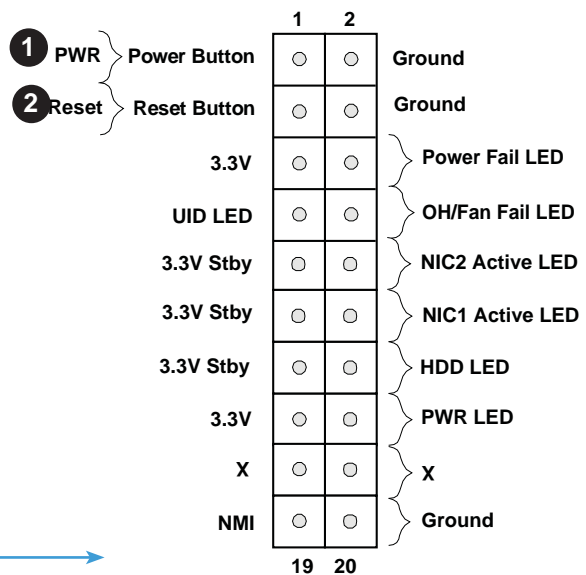 1 2
1 PWR Power Button Ground
2 Reset Reset Button Ground
3.3V Power Fail LED
UID LED OH/Fan Fail LED
3.3V Stby NIC2 Active LED
3.3V Stby NIC1 Active LED
3.3V Stby HDD LED
3.3V PWR LED
X X
NMI Ground
19 20